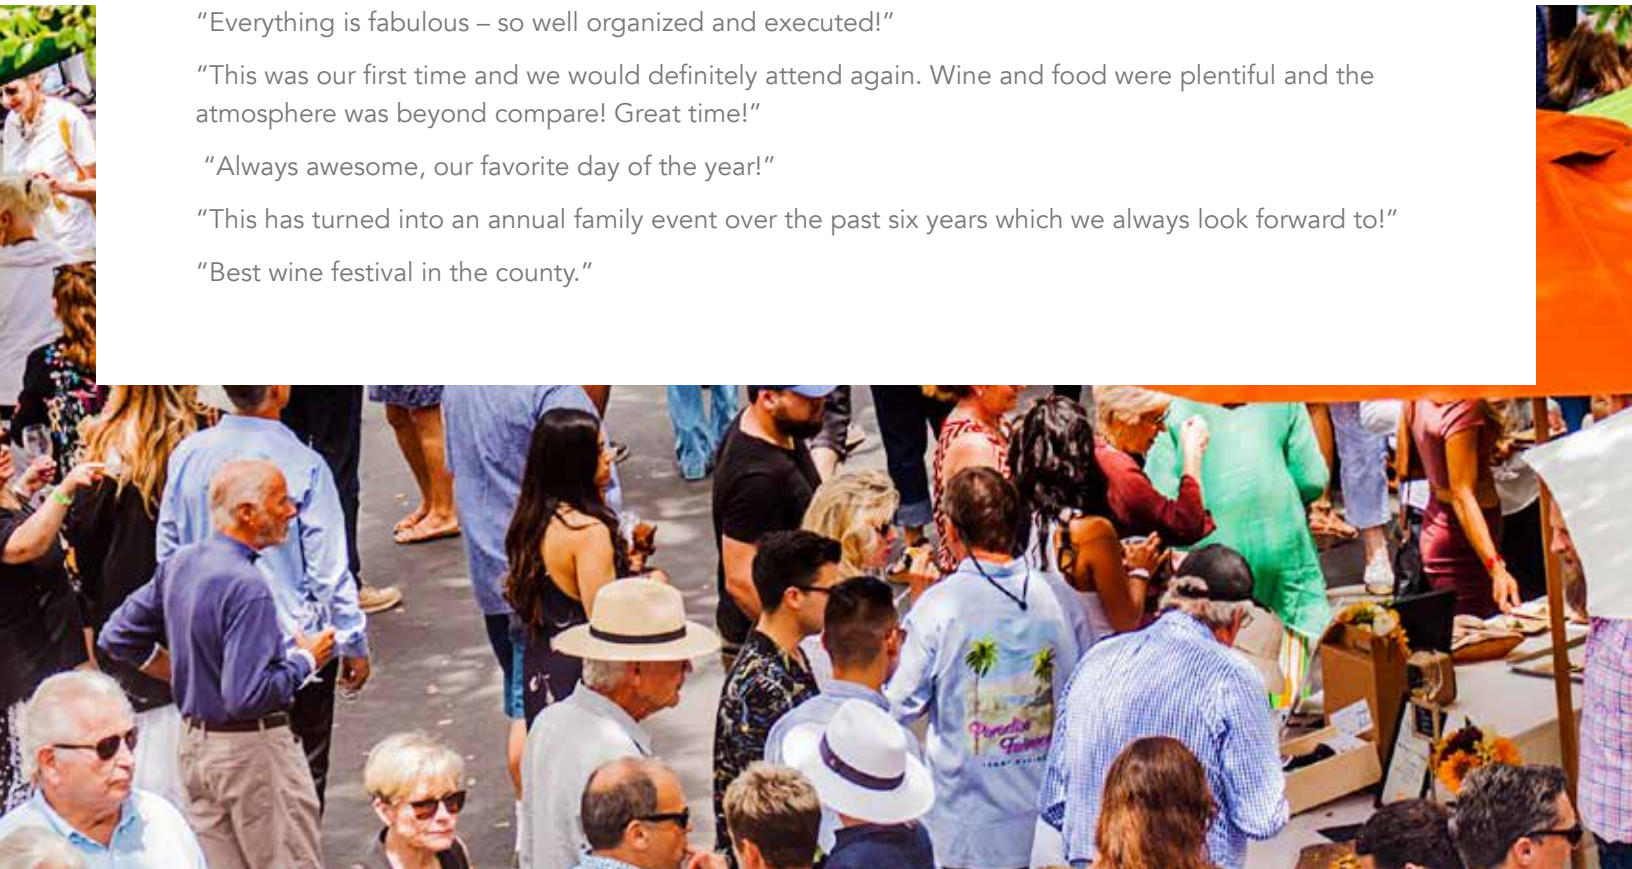 “Everything is fabulous – so well organized and executed!”
“This was our first time and we would definitely attend again. Wine and food were plentiful and the
atmosphere was beyond compare! Great time!”
“Always awesome, our favorite day of the year!”
“This has turned into an annual family event over the past six years which we always look forward to!”
“Best wine festival in the county.”
Paradise